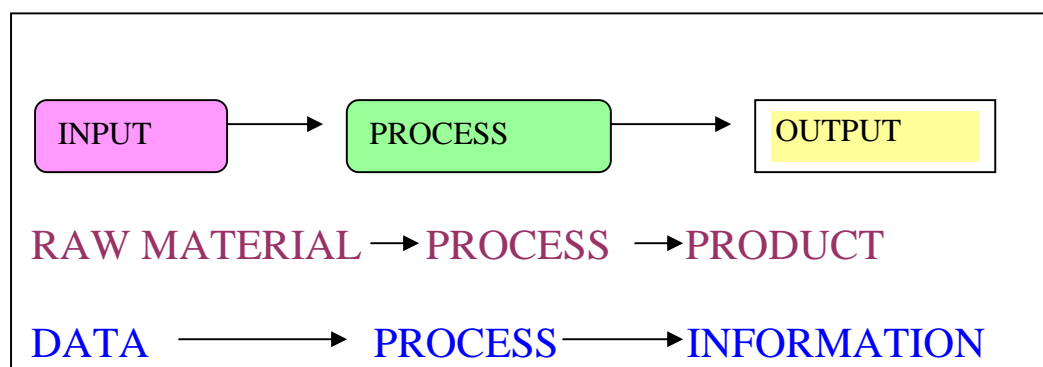 INPUT PROCESS OUTPUT
RAW MATERIAL PROCESS PRODUCT
DATA PROCESS INFORMATION